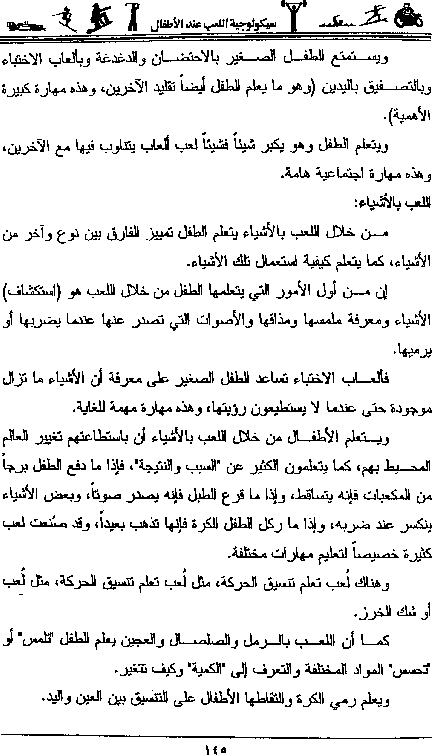 سيكولوجية اللعب عند الأطفال
ويستمتع الطفل الصغير بالاحتضان والدغدغة وبألعاب الاختباء
وبالتصفيق باليدين (وهو ما يعلم الطفل أيضاً تقليد الآخرين، وهذه مهارة كبيرة
الأهمية).
ويتعلم الطفل وهو يكبر شيئاً فشيئاً لعب ألعاب يتناوب فيها مع الآخرين،
وهذه مهارة اجتماعية هامة.
اللعب بالأشياء:
من خلال اللعب بالأشياء يتعلم الطفل تمييز الفارق بين نوع وآخر من
الأشياء، كما يتعلم كيفية استعمال تلك الأشياء.
إن من أول الأمور التي يتعلمها الطفل من خلال اللعب هو (استكشاف)
الأشياء ومعرفة ملمسها ومذاقها والأصوات التي تصدر عنها عندما يضربها أو
يرميها.
فألعاب الاختباء تساعد الطفل الصغير على معرفة أن الأشياء ما تزال
موجودة حتى عندما لا يستطيعون رؤيتها، وهذه مهارة مهمة للغاية.
ويتعلم الأطفال من خلال اللعب بالأشياء أن باستطاعتهم تغيير العالم
المحيط بهم، كما يتعلمون الكثير عن "السبب والنتيجة"، فإذا ما دفع الطفل برجاً
من المكعبات فإنه يتساقط، وإذا ما قرع الطبل فإنه يصدر صوتاً، وبعض الأشياء
ينكسر عند ضربه، وإذا ما ركل الطفل الكرة فإنها تذهب بعيداً، وقد صنعت لعب
كثيرة خصيصاً لتعليم مهارات مختلفة.
وهناك لُعب تعلم تنسيق الحركة، مثل لُعب تعلم تنسيق الحركة، مثل لُعب
أو شك الخرز.
كما أن اللعب بالرمل والصلصال والعجين يعلم الطفل "تلمس" أو
"تحسس" المواد المختلفة والتعرف إلى "الكمية" وكيف تتغير.
ويعلم رمي الكرة والتقاطها الأطفال على التنسيق بين العين واليد.
١٤٥